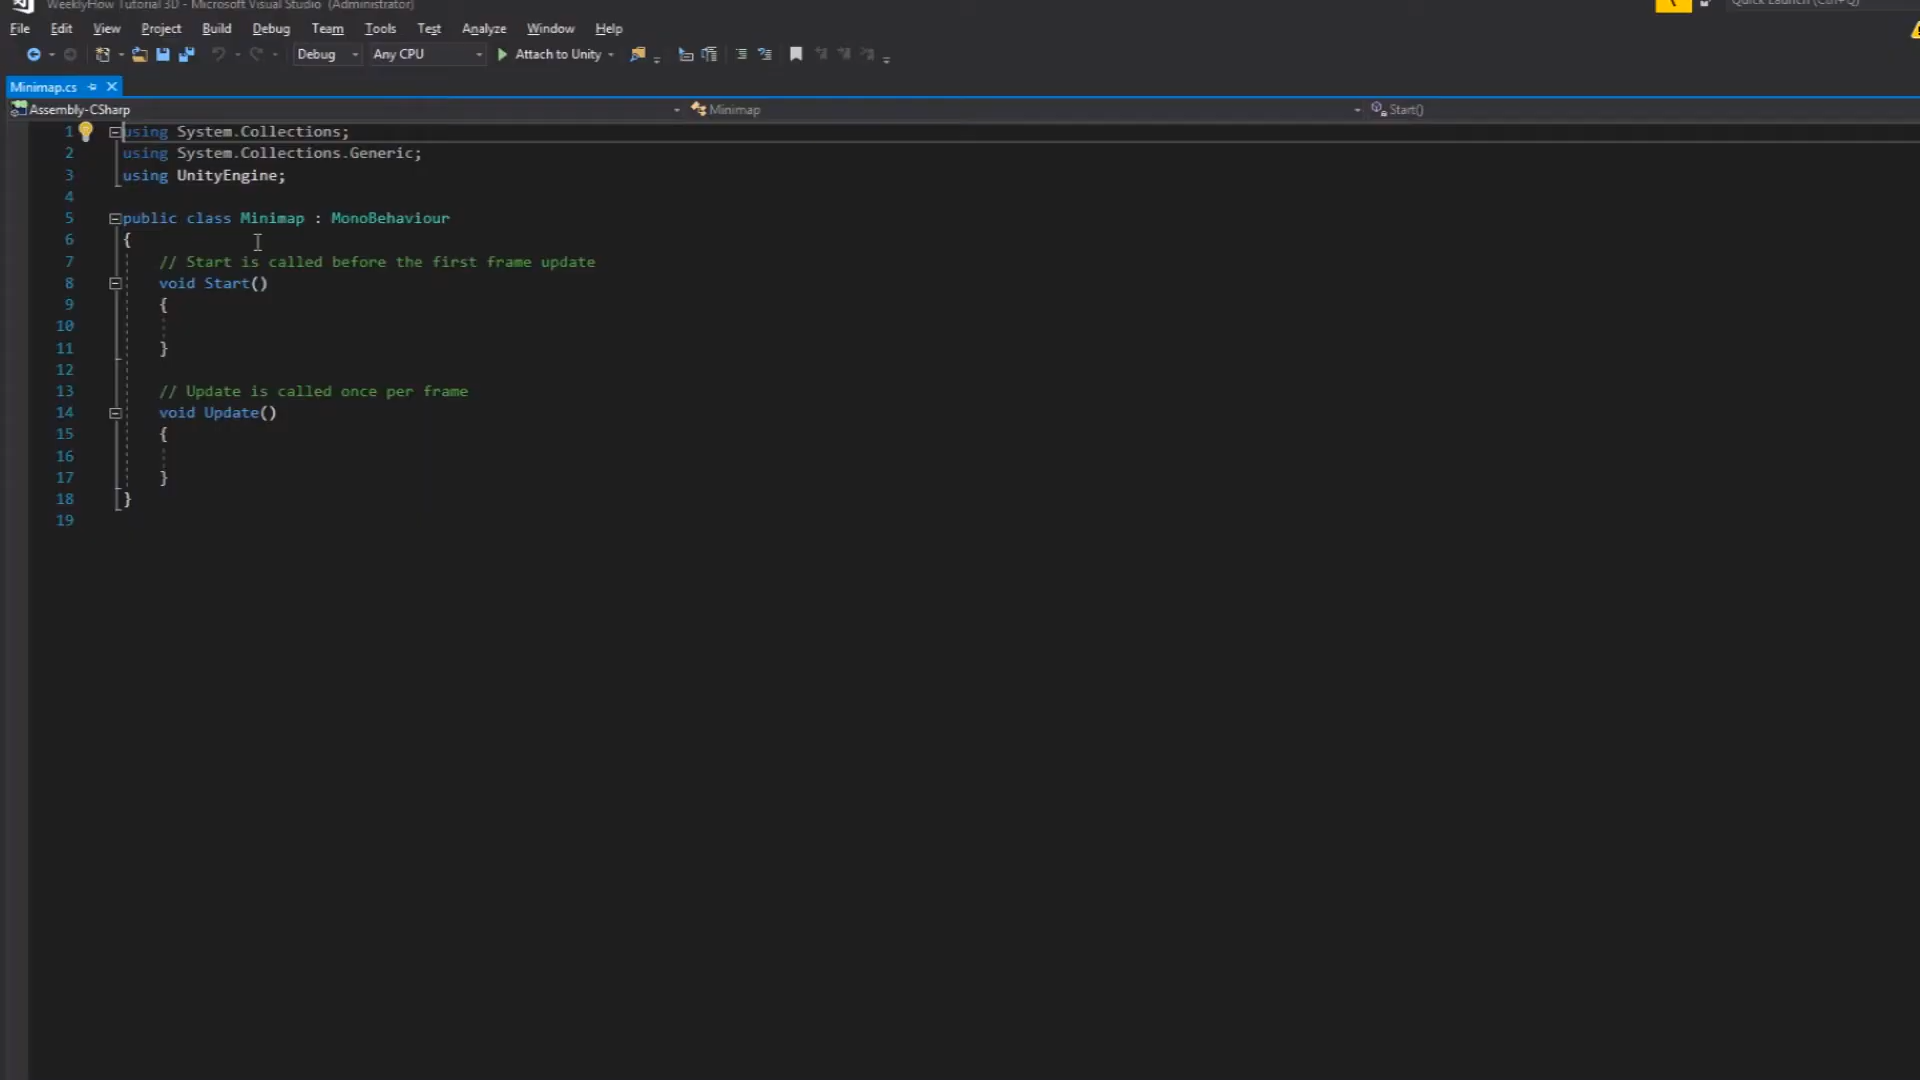 WeeklyHow Tutorial 3D - Microsoft Visual Studio (Administrator)
Quick Launch (Ctrl+Q)
File Edit View Project Build Debug Team Tools Test Analyze Window Help
Debug Any CPU Attach to Unity
Minimap.cs
Assembly-CSharp Minimap Start()
1 using System.Collections;
2 using System.Collections.Generic;
3 using UnityEngine;
4
5 public class Minimap : MonoBehaviour
6 {
7 // Start is called before the first frame update
8 void Start()
9 {
10
11 }
12
13 // Update is called once per frame
14 void Update()
15 {
16
17 }
18 }
19